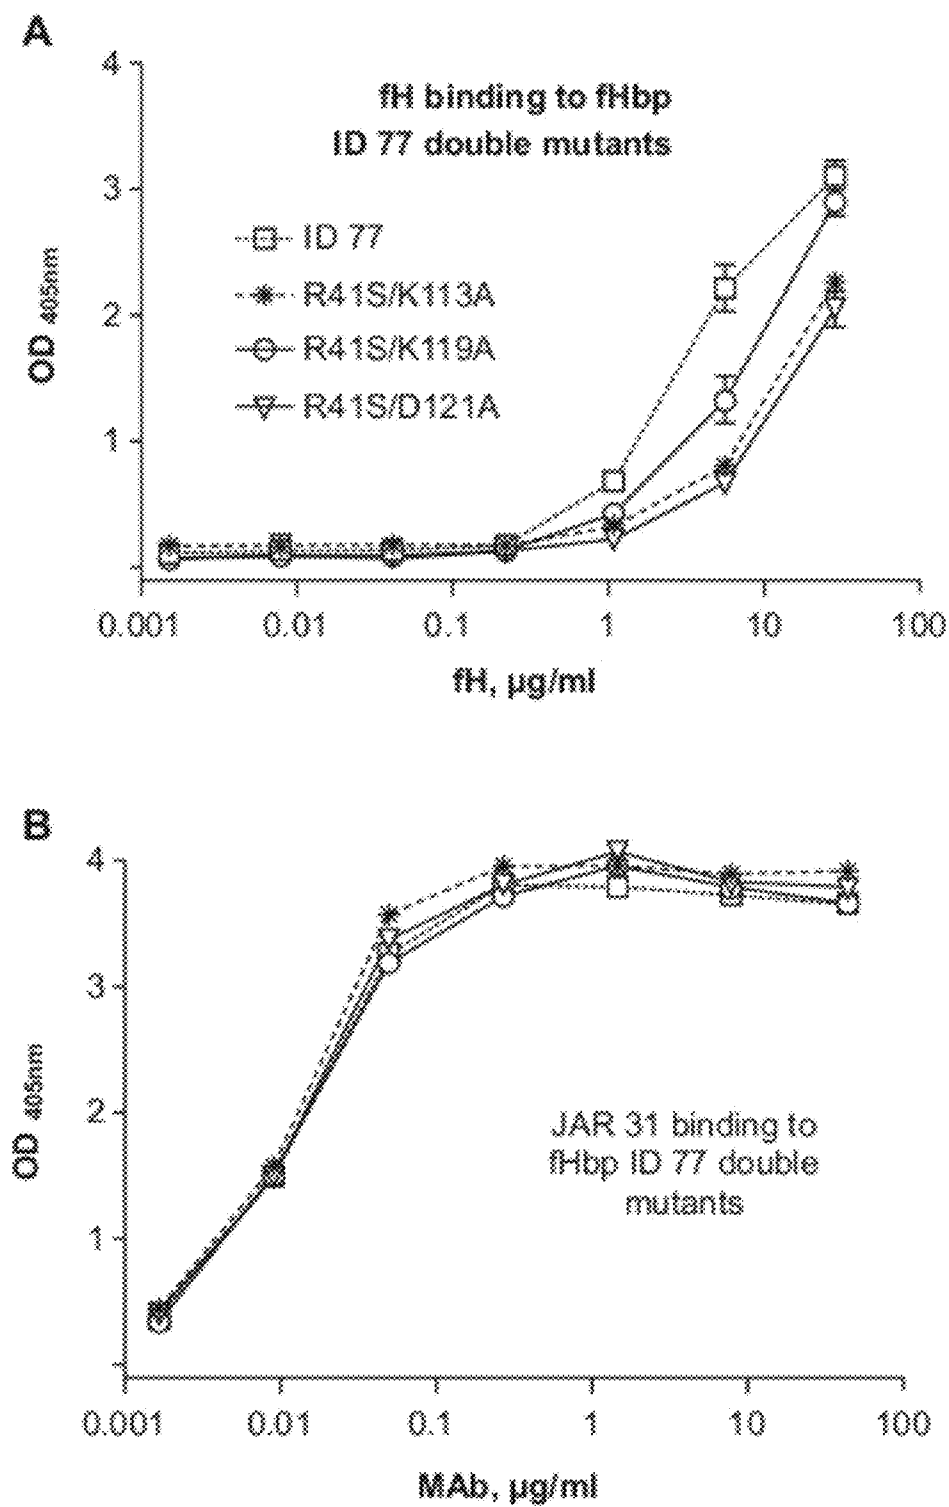 A
4
fH binding to fHbp
ID 77 double mutants
3
ID 77
R41S/K113A
2
R41S/K119A
R41S/D121A
1
OD 405nm
0.001 0.01 0.1 1 10 100
fH, µg/ml
B
4
3
2
JAR 31 binding to
fHbp ID 77 double
mutants
1
OD 405nm
0.001 0.01 0.1 1 10 100
MAb, µg/ml